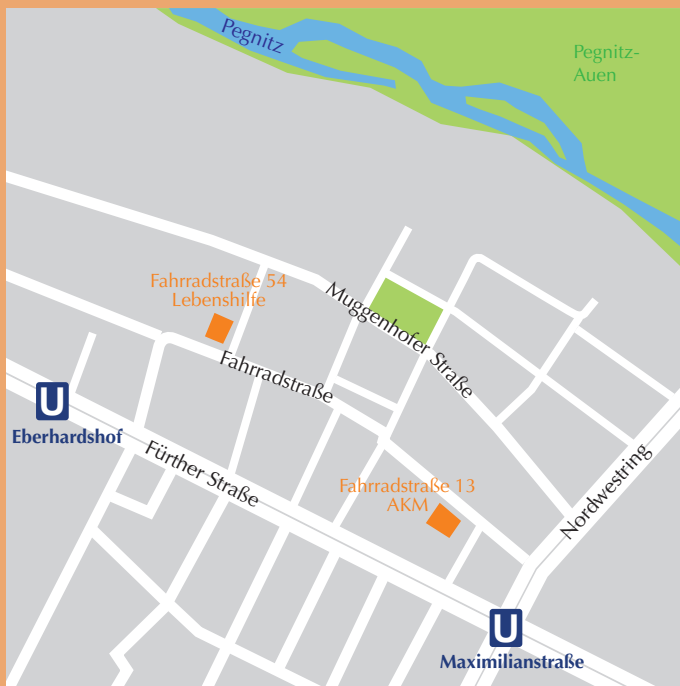 Pegnitz
Pegnitz-
Auen
Fahrradstraße 54
Lebenshilfe
Muggenhofer Straße
Fahrradstraße
U
Eberhardshof
Fürther Straße
Fahrradstraße 13
AKM
Nordwestring
U
Maximilianstraße